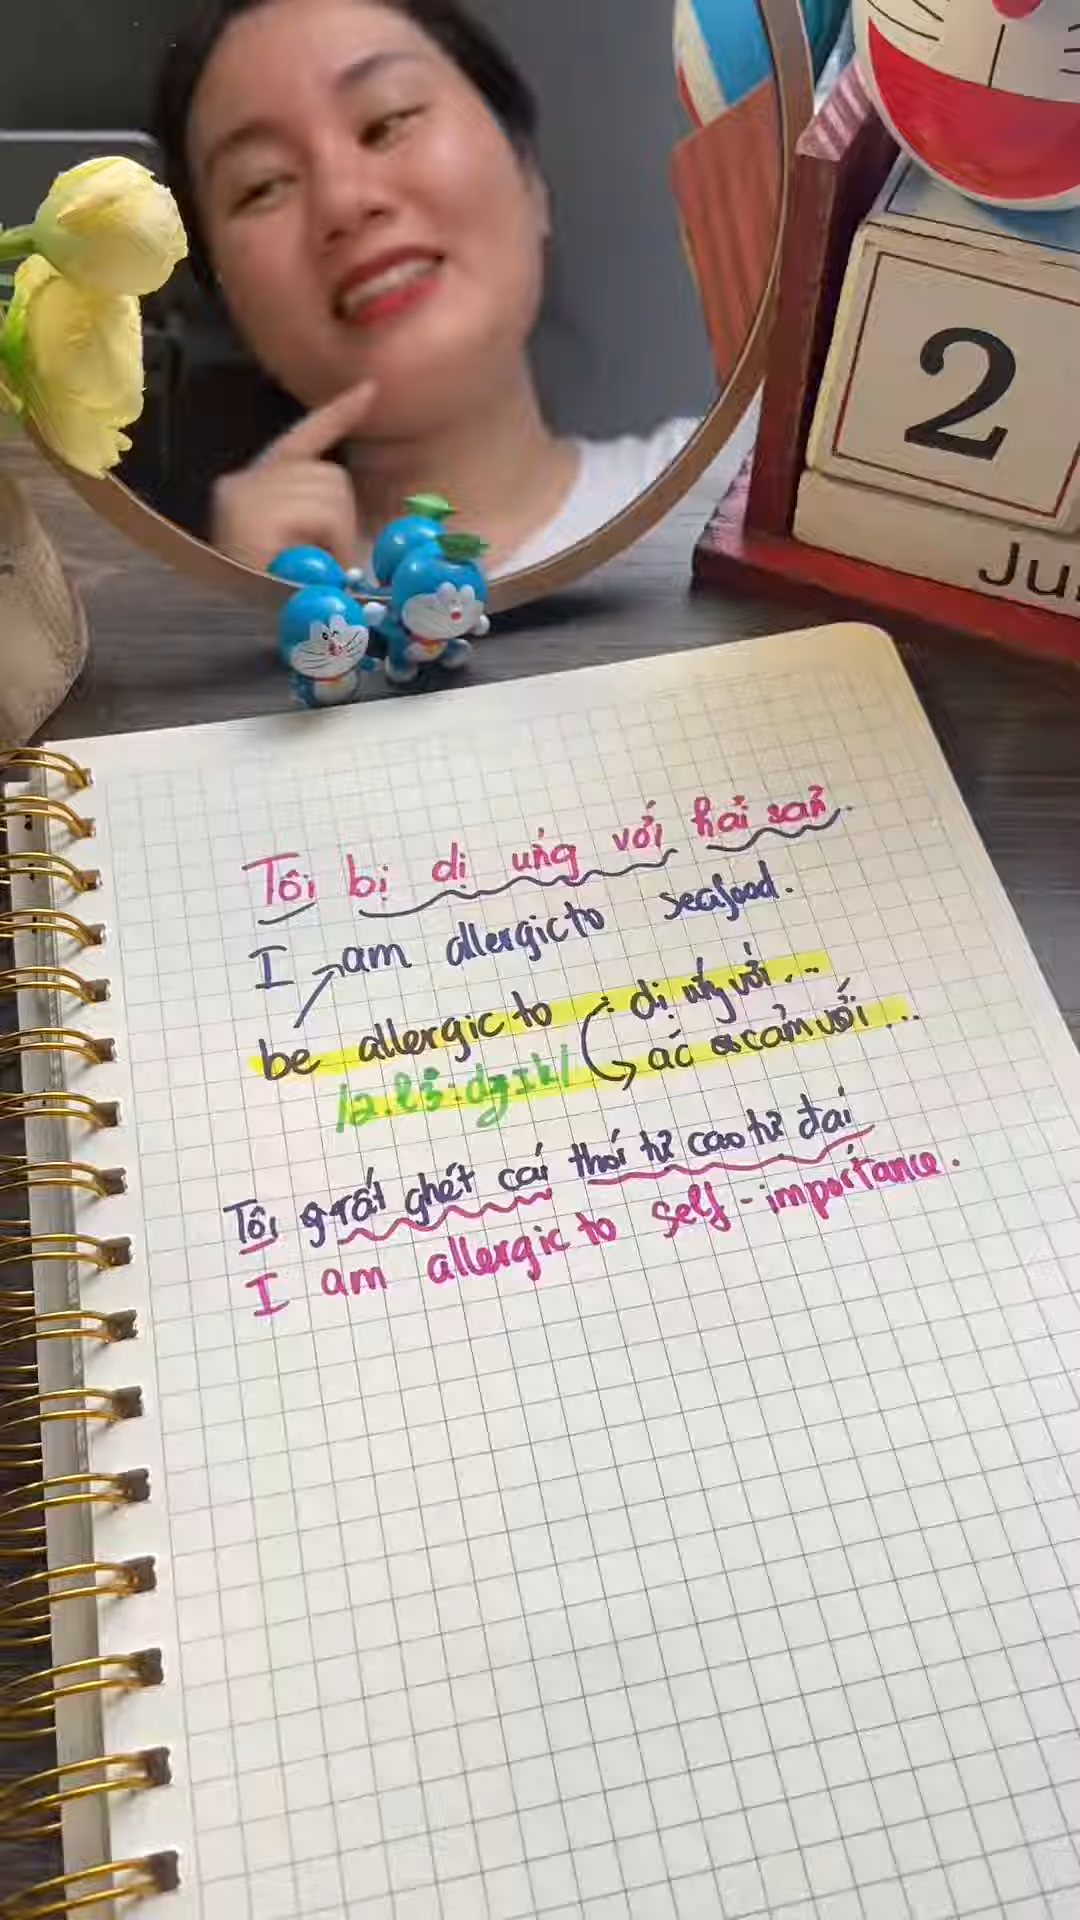 2
Ju
Tôi bị dị ứng với hải sản.
I am allergic to seafood.
be allergic to : dị ứng với...
/ə.lɜ:dʒɪk/ ác cảm với...
Tôi rất ghét cái thói tự cao tự đại
I am allergic to self-importance.